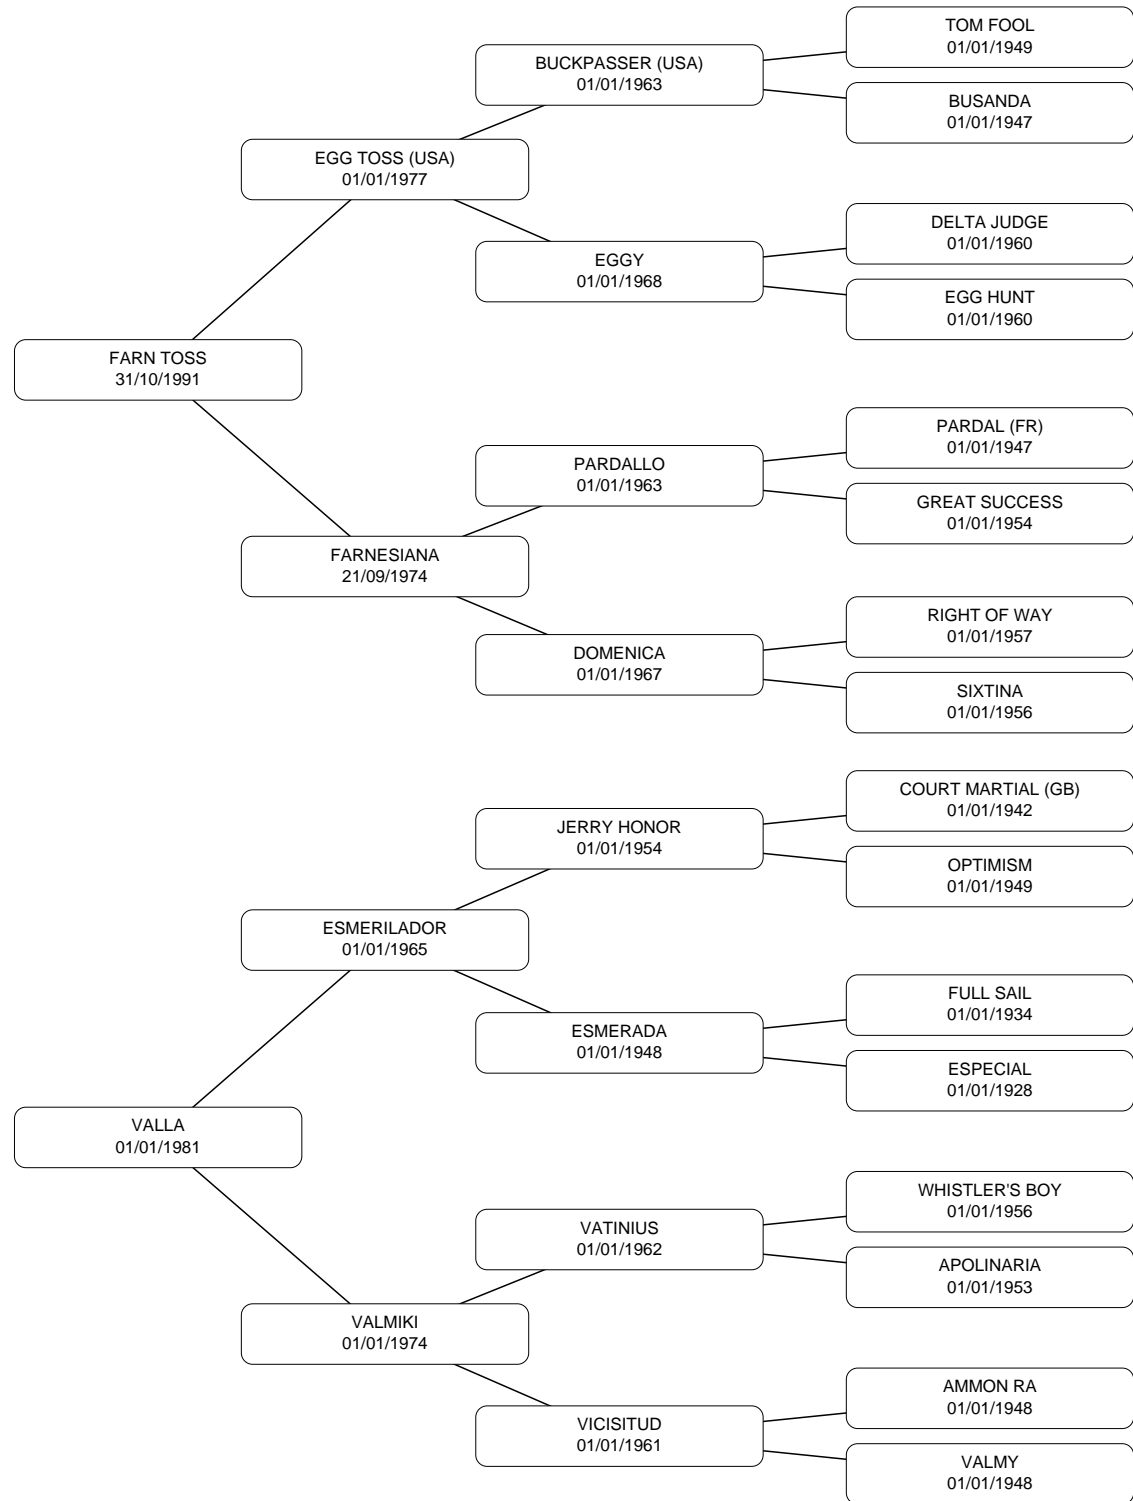 TOM FOOL
01/01/1949
BUCKPASSER (USA)
01/01/1963
BUSANDA
01/01/1947
EGG TOSS (USA)
01/01/1977
DELTA JUDGE
01/01/1960
EGGY
01/01/1968
EGG HUNT
01/01/1960
FARN TOSS
31/10/1991
PARDAL (FR)
01/01/1947
PARDALLO
01/01/1963
GREAT SUCCESS
01/01/1954
FARNESIANA
21/09/1974
RIGHT OF WAY
01/01/1957
DOMENICA
01/01/1967
SIXTINA
01/01/1956
COURT MARTIAL (GB)
01/01/1942
JERRY HONOR
01/01/1954
OPTIMISM
01/01/1949
ESMERILADOR
01/01/1965
FULL SAIL
01/01/1934
ESMERADA
01/01/1948
ESPECIAL
01/01/1928
VALLA
01/01/1981
WHISTLER'S BOY
01/01/1956
VATINIUS
01/01/1962
APOLINARIA
01/01/1953
VALMIKI
01/01/1974
AMMON RA
01/01/1948
VICISITUD
01/01/1961
VALMY
01/01/1948